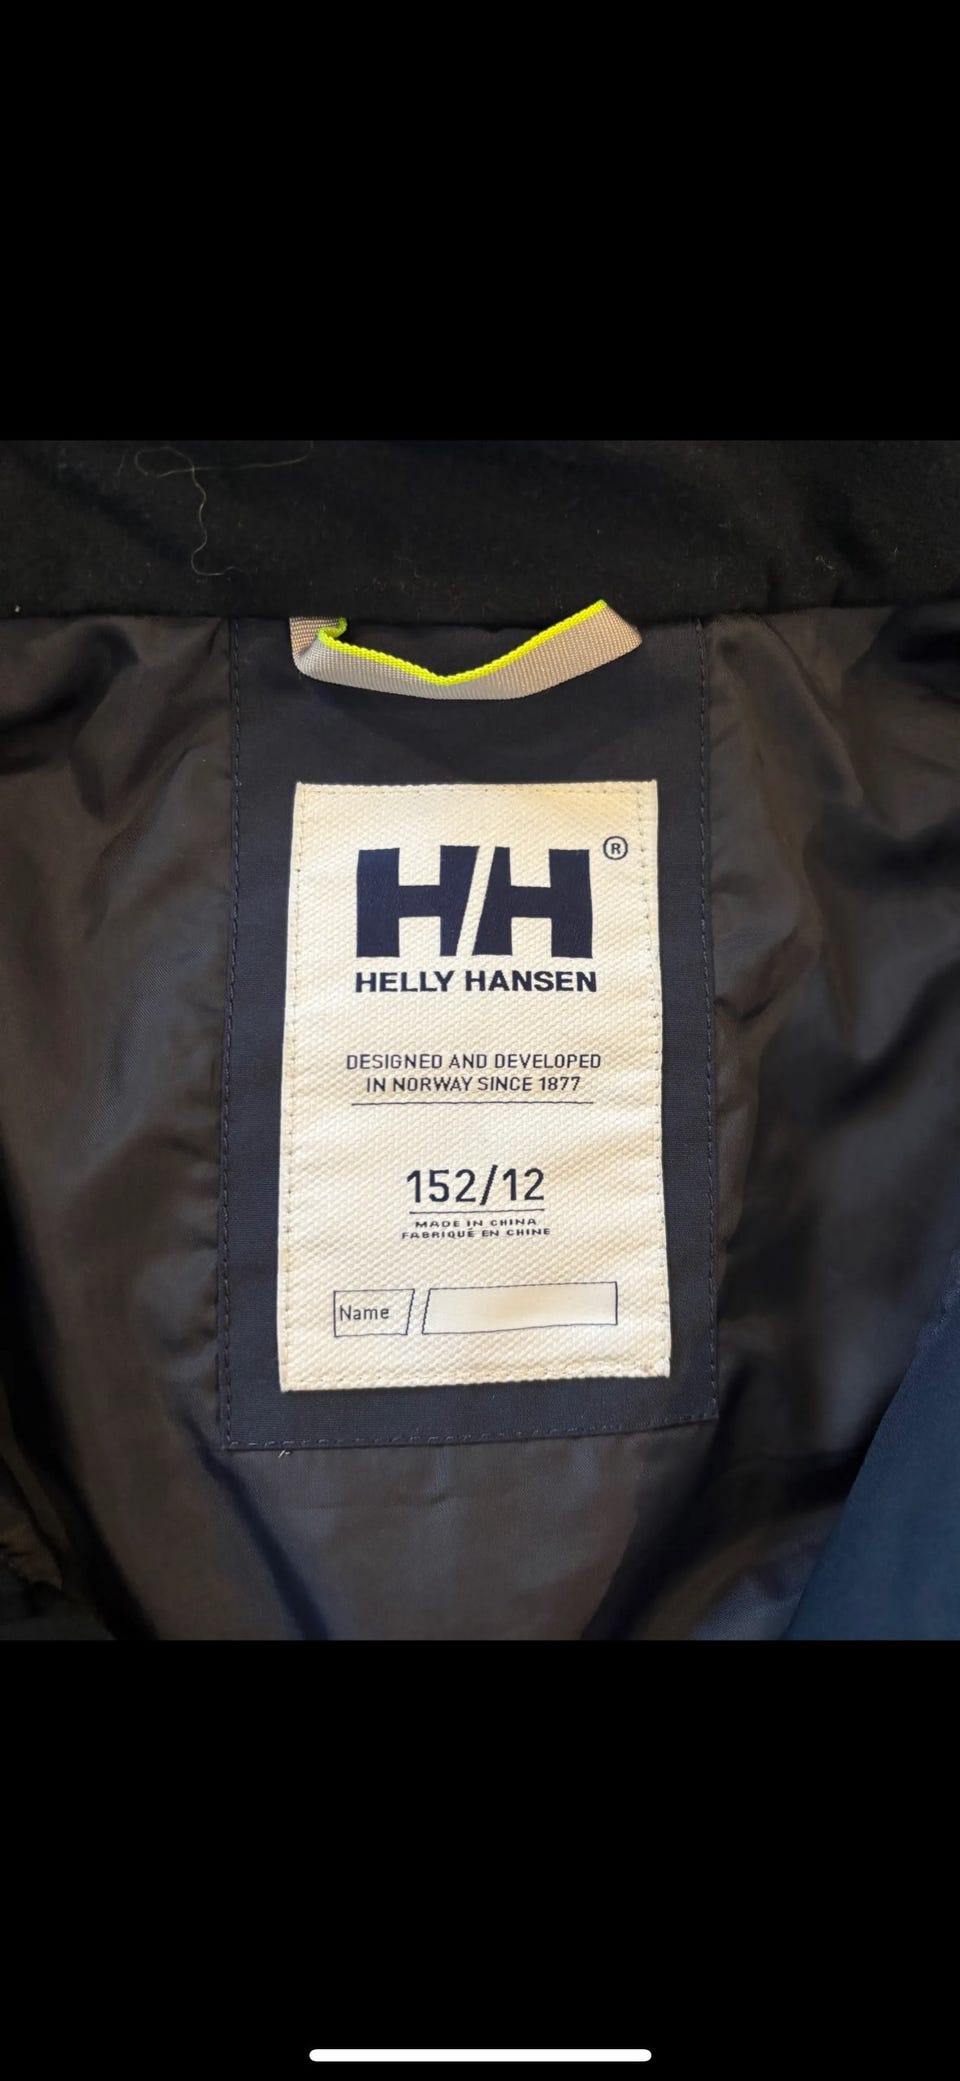 HH®
HELLY HANSEN
DESIGNED AND DEVELOPED
IN NORWAY SINCE 1877
152/12
MADE IN CHINA
FABRIQUÉ EN CHINE
Name